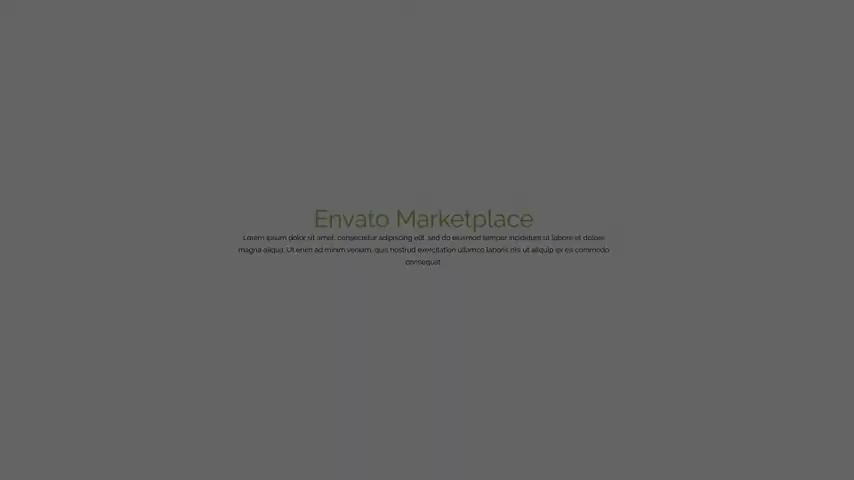 Envato Marketplace
Lorem ipsum dolor sit amet, consectetur adipiscing elit, sed do eiusmod tempor incididunt ut labore et dolore
magna aliqua. Ut enim ad minim veniam, quis nostrud exercitation ullamco laboris nisi ut aliquip ex ea commodo
consequat.